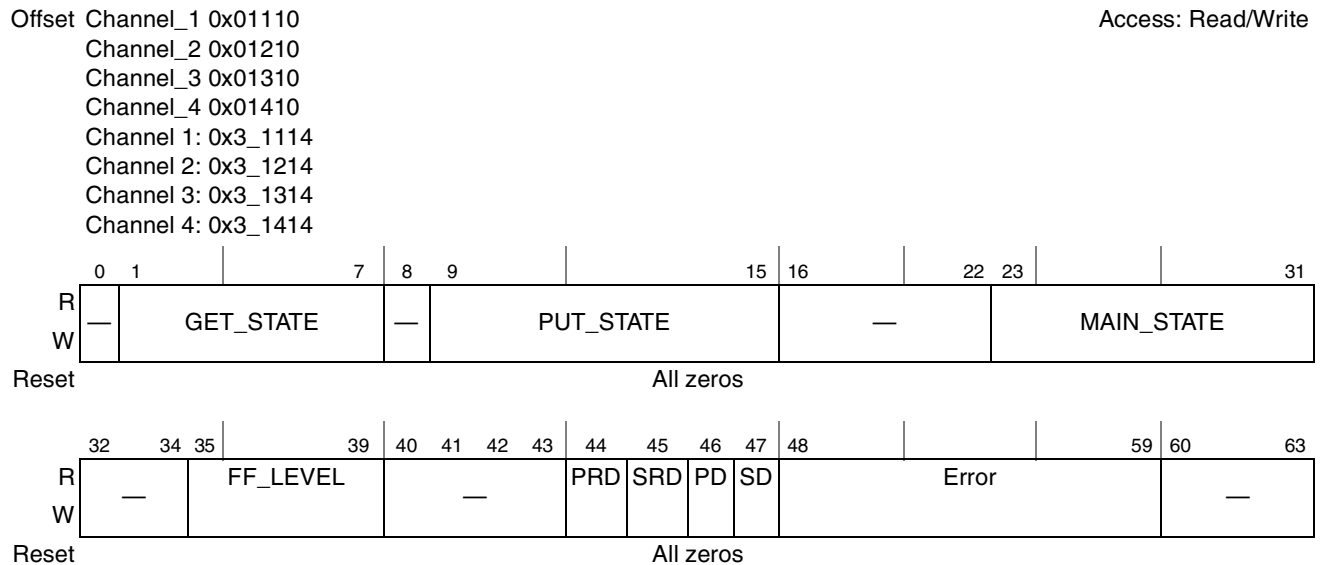 Offset Channel_1 0x01110 Access: Read/Write
Channel_2 0x01210
Channel_3 0x01310
Channel_4 0x01410
Channel 1: 0x3_1114
Channel 2: 0x3_1214
Channel 3: 0x3_1314
Channel 4: 0x3_1414
0 1 7 8 9 15 16 22 23 31
R
— GET_STATE — PUT_STATE — MAIN_STATE
W
Reset All zeros
32 34 35 39 40 41 42 43 44 45 46 47 48 59 60 63
R FF_LEVEL PRD SRD PD SD Error
— — —
W
Reset All zeros